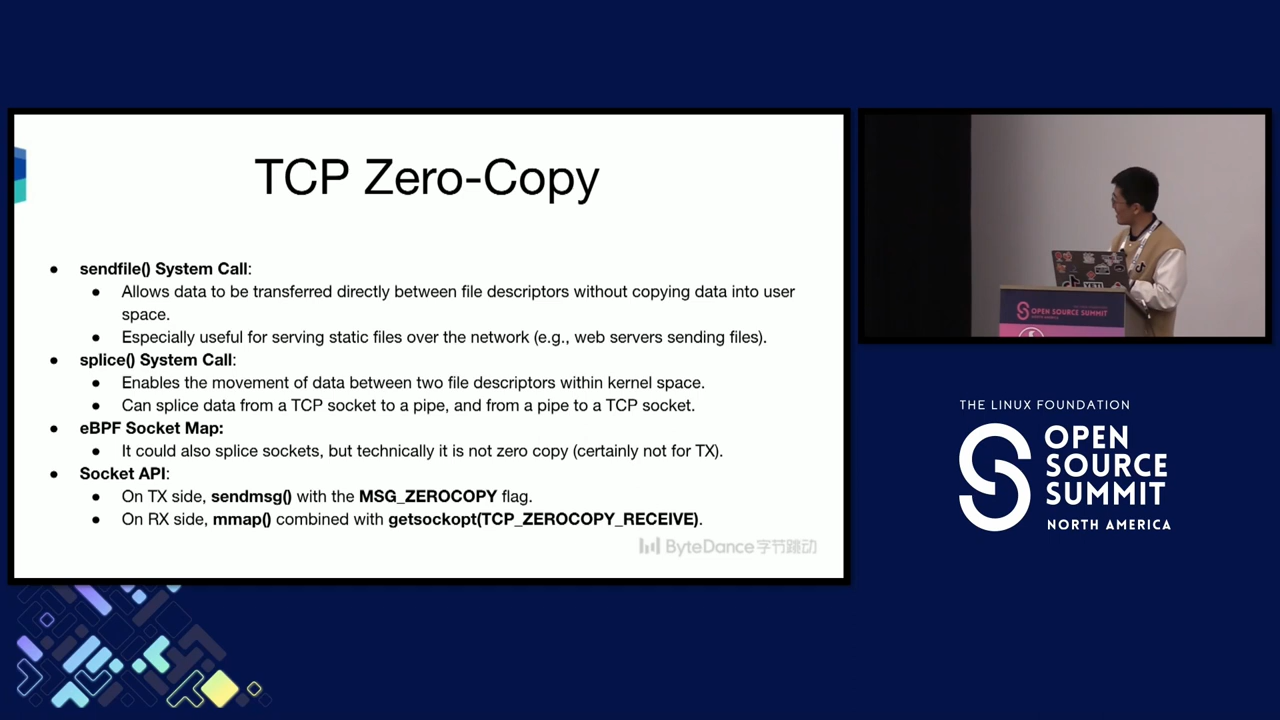 TCP Zero-Copy
● sendfile() System Call:
● Allows data to be transferred directly between file descriptors without copying data into user
space.
● Especially useful for serving static files over the network (e.g., web servers sending files).
● splice() System Call:
● Enables the movement of data between two file descriptors within kernel space.
● Can splice data from a TCP socket to a pipe, and from a pipe to a TCP socket.
● eBPF Socket Map:
● It could also splice sockets, but technically it is not zero copy (certainly not for TX).
● Socket API:
● On TX side, sendmsg() with the MSG_ZEROCOPY flag.
● On RX side, mmap() combined with getsockopt(TCP_ZEROCOPY_RECEIVE).
ByteDance字节跳动
YETI
OPEN SOURCE SUMMIT
THE LINUX FOUNDATION
OPEN
SOURCE
SUMMIT
NORTH AMERICA